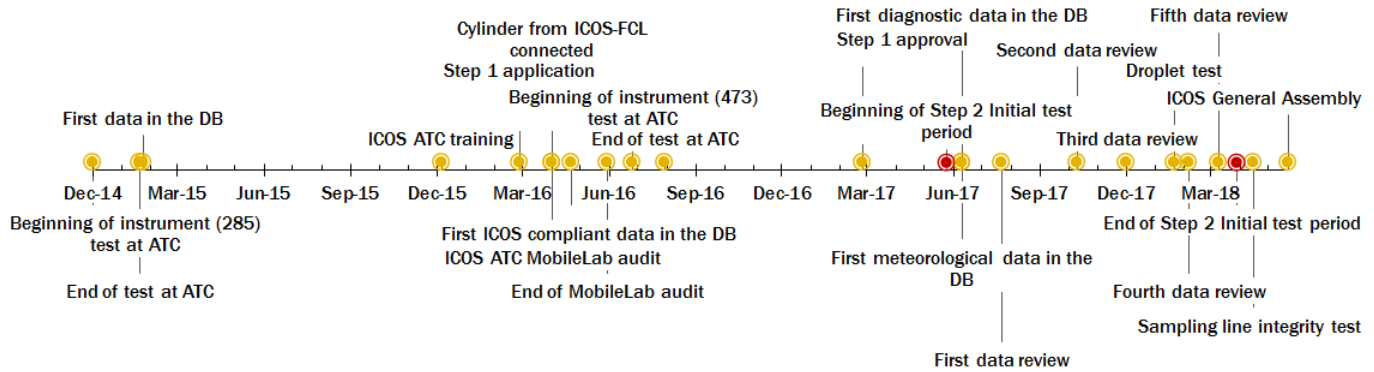 Cylinder from ICOS-FCL
connected
Step 1 application
First diagnostic data in the DB
Step 1 approval
Fifth data review
Second data review
Droplet test
First data in the DB
Beginning of instrument (473)
test at ATC
ICOS General Assembly
ICOS ATC training
End of test at ATC
Beginning of Step 2 Initial test
period
Third data review
Dec-14 Mar-15 Jun-15 Sep-15 Dec-15 Mar-16 Jun-16 Sep-16 Dec-16 Mar-17 Jun-17 Sep-17 Dec-17 Mar-18
Beginning of instrument (285)
test at ATC
End of test at ATC
First ICOS compliant data in the DB
ICOS ATC MobileLab audit
End of MobileLab audit
First meteorological data in the
DB
First data review
End of Step 2 Initial test period
Fourth data review
Sampling line integrity test